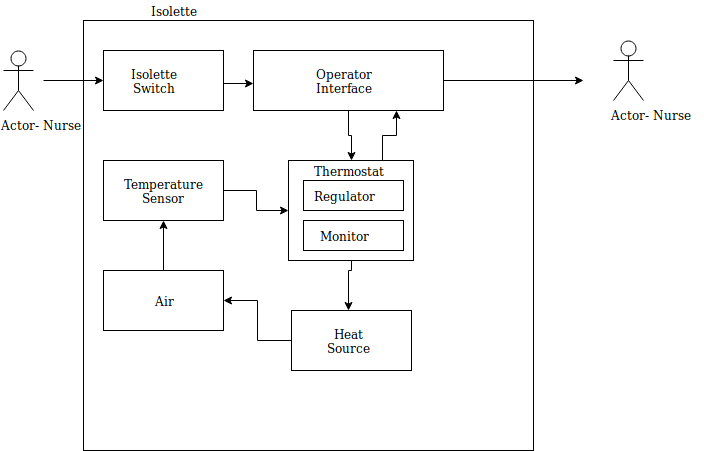 Isolette
Isolette
Switch
Operator
Interface
Actor- Nurse
Actor- Nurse
Thermostat
Regulator
Monitor
Temperature
Sensor
Air
Heat
Source